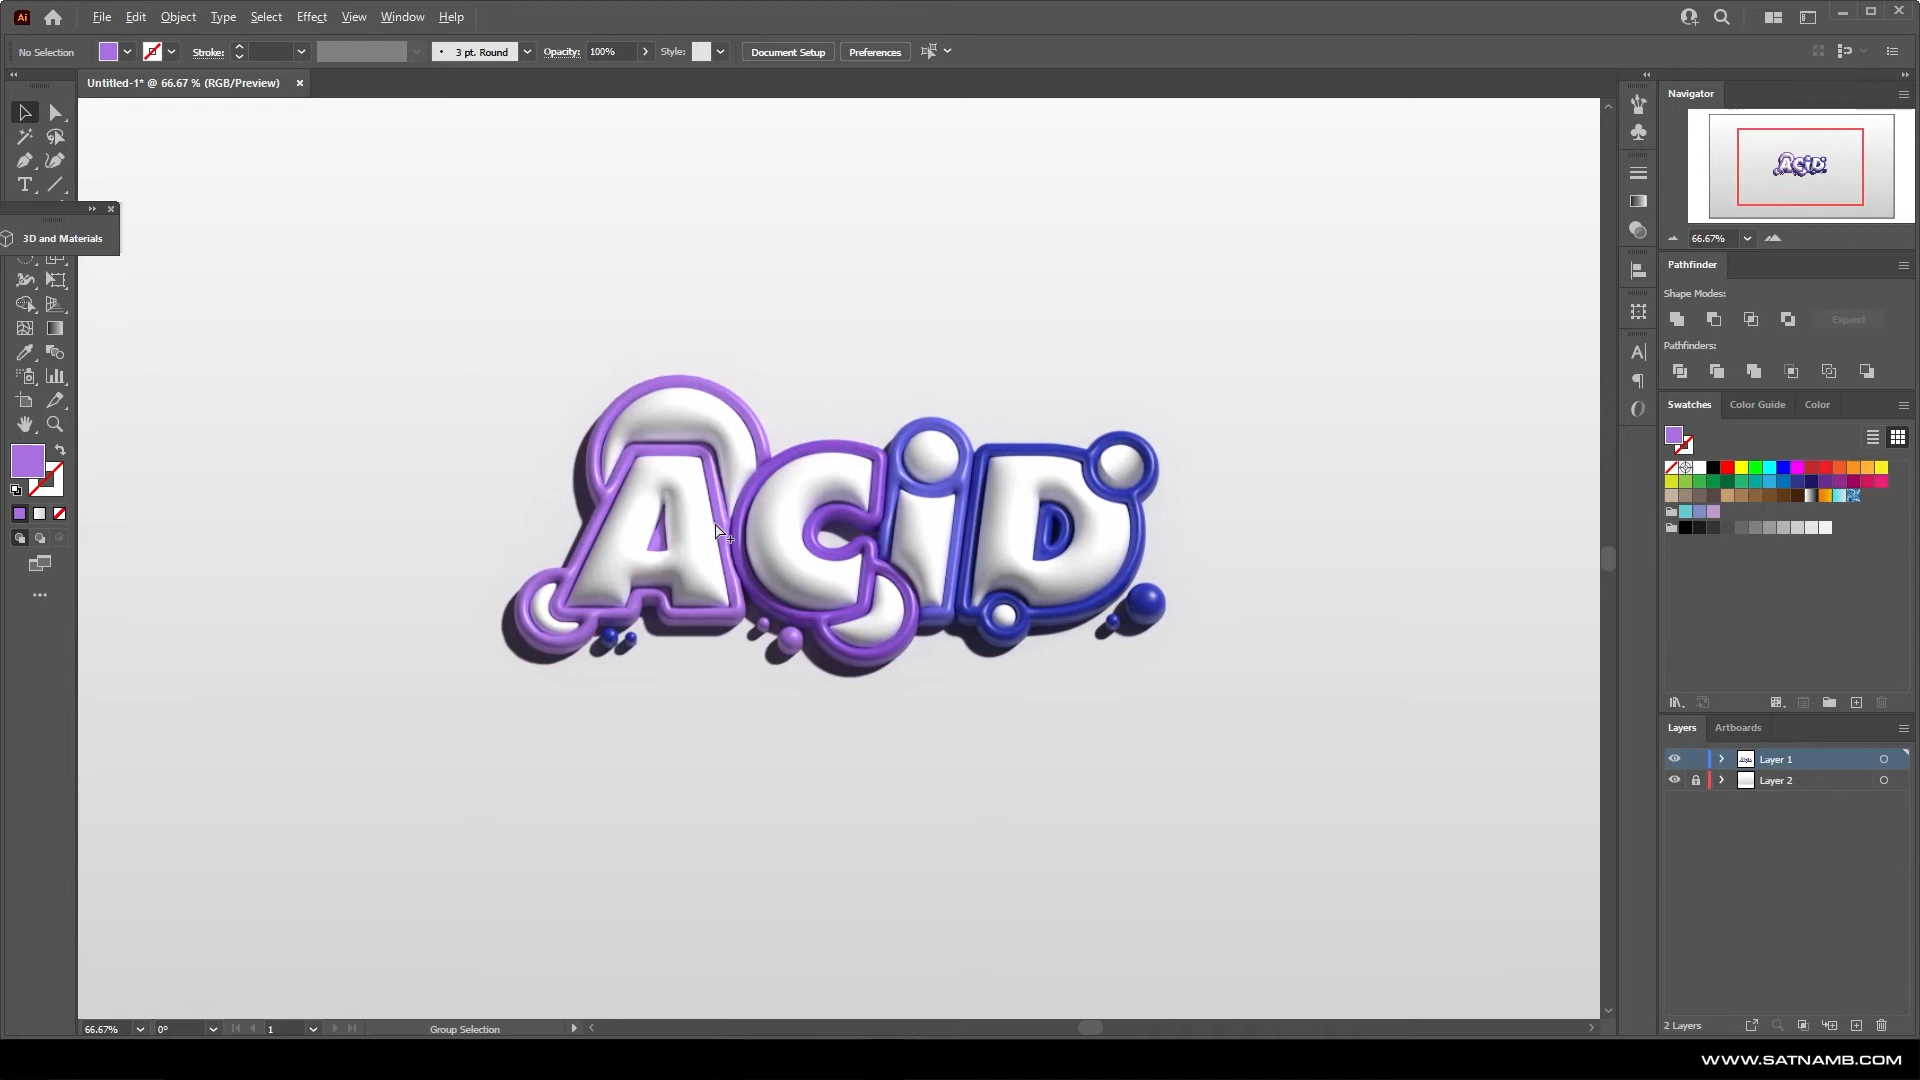 Ai File Edit Object Type Select Effect View Window Help
No Selection Stroke: 3 pt. Round Opacity: 100% Style: Document Setup Preferences
Untitled-1* @ 66.67 % (RGB/Preview)
Navigator
3D and Materials
66.67%
Pathfinder
Shape Modes:
Expand
Pathfinders:
Swatches Color Guide Color
ACiD
Layers Artboards
Layer 1
Layer 2
2 Layers
66.67% 0° 1 Group Selection
WWW.SATNAMB.COM